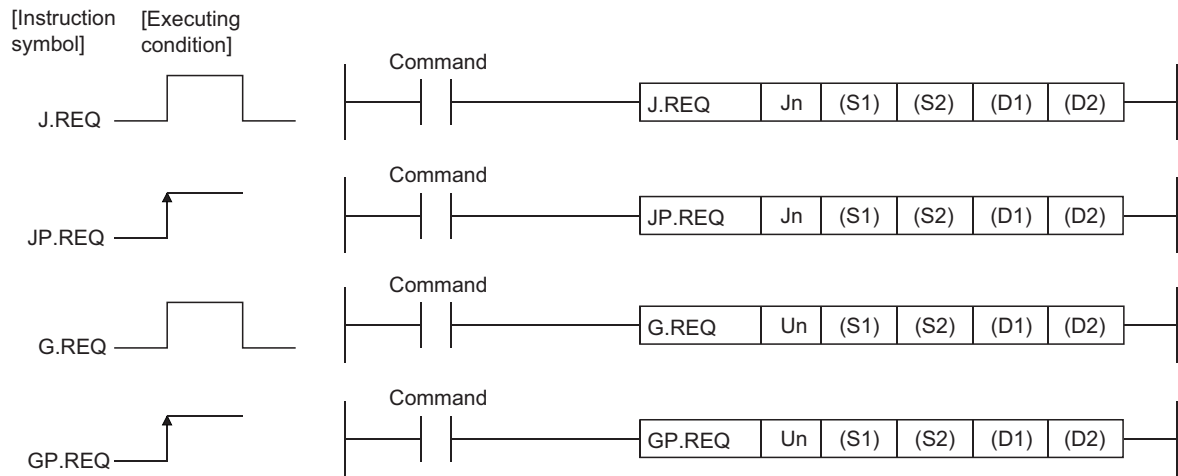 [Instruction symbol] [Executing condition]
Command
J.REQ J.REQ Jn (S1) (S2) (D1) (D2)
Command
JP.REQ JP.REQ Jn (S1) (S2) (D1) (D2)
Command
G.REQ G.REQ Un (S1) (S2) (D1) (D2)
Command
GP.REQ GP.REQ Un (S1) (S2) (D1) (D2)